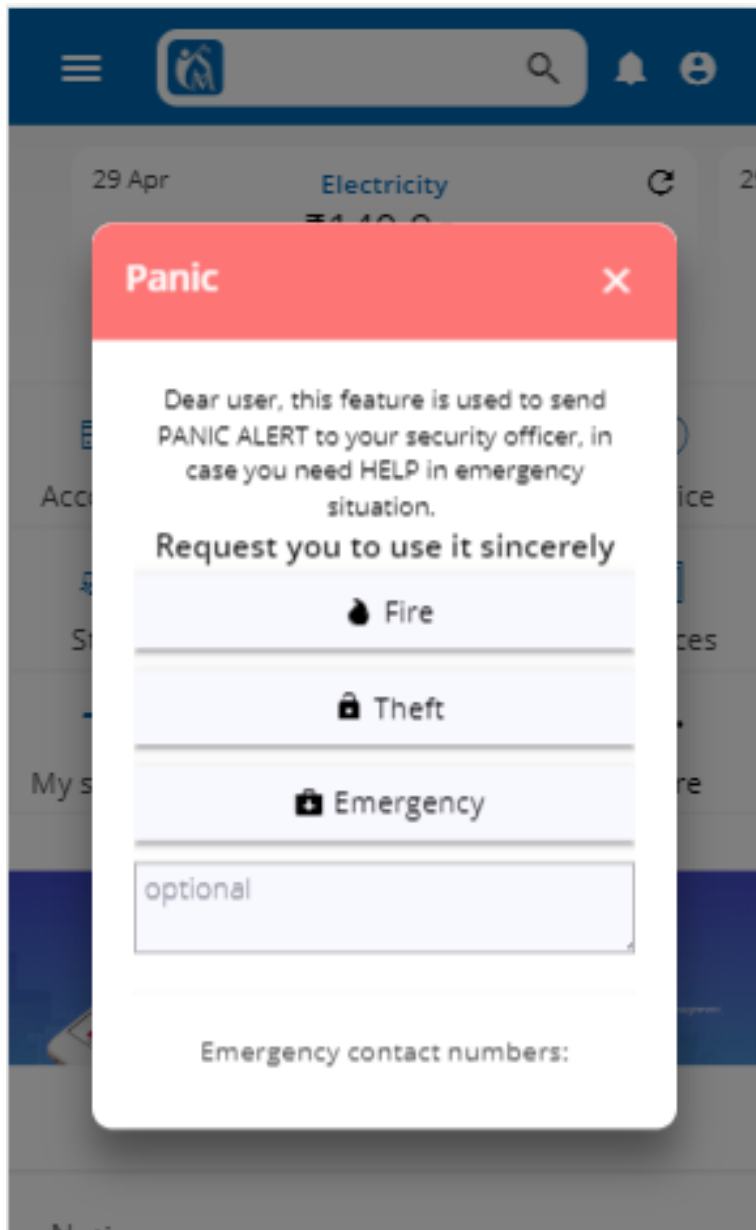 29 Apr
Electricity
Panic
Dear user, this feature is used to send
PANIC ALERT to your security officer, in
case you need HELP in emergency
situation.
Request you to use it sincerely
Fire
Theft
Emergency
optional
Emergency contact numbers:
My s